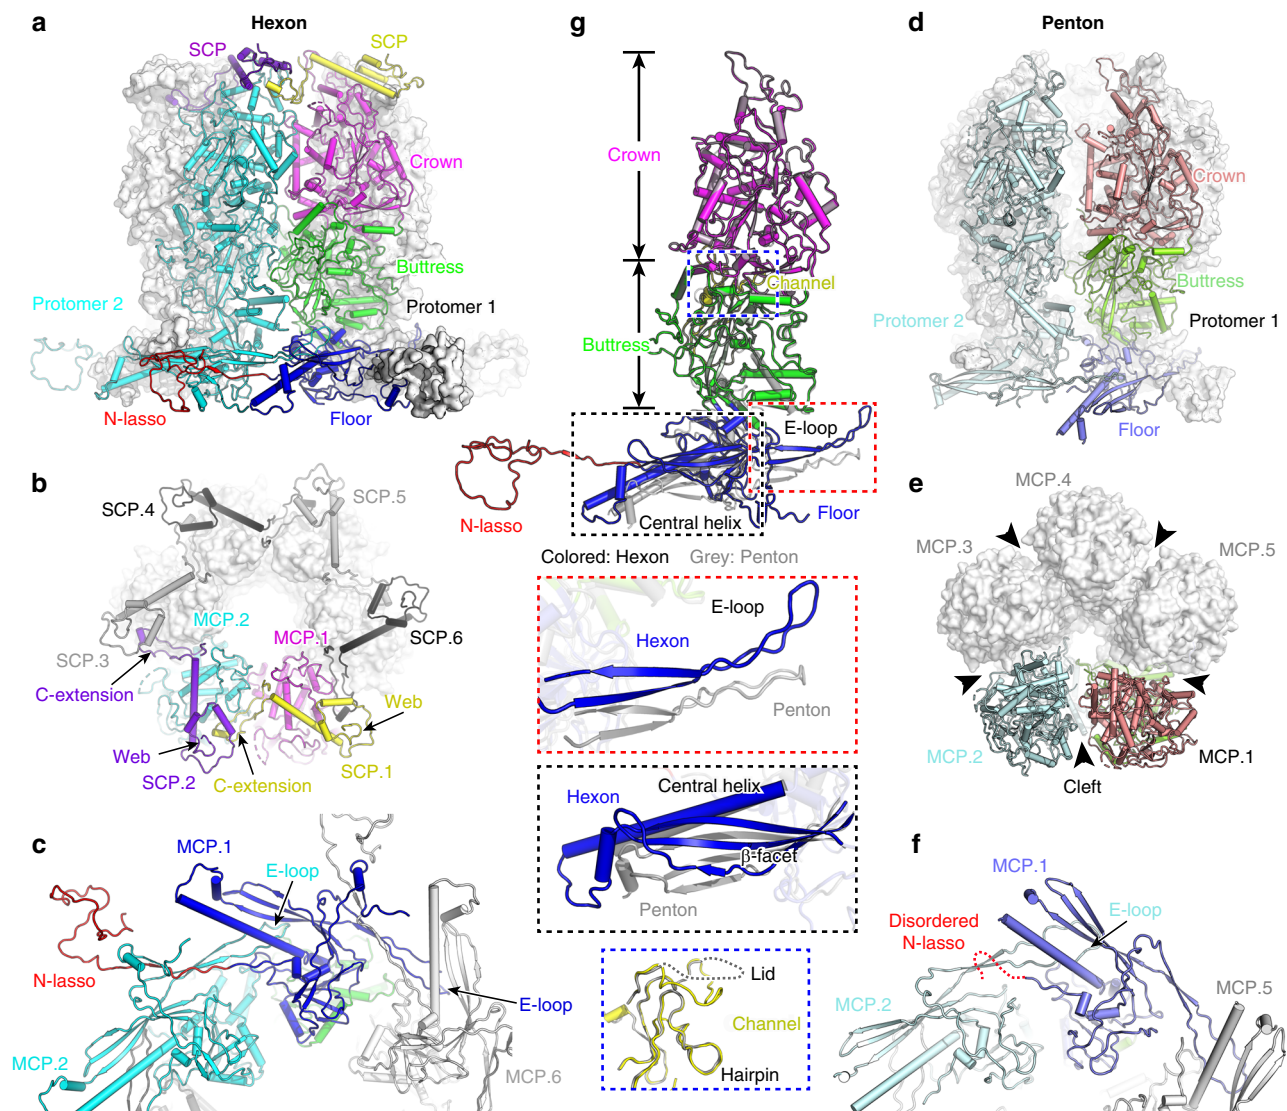 a
Hexon
SCP
SCP
Crown
Buttress
Protomer 2
Protomer 1
N-lasso
Floor
b
SCP.5
SCP.4
MCP.2
MCP.1
SCP.6
SCP.3
C-extension
Web
Web
SCP.2
C-extension
SCP.1
c
MCP.1
E-loop
N-lasso
E-loop
MCP.2
MCP.6
g
Crown
Channel
Buttress
E-loop
N-lasso
Central helix
Floor
Colored: Hexon
Grey: Penton
E-loop
Hexon
Penton
Central helix
Hexon
β-facet
Penton
Lid
Channel
Hairpin
d
Penton
Crown
Buttress
Protomer 2
Protomer 1
Floor
e
MCP.4
MCP.3
MCP.5
MCP.2
MCP.1
Cleft
f
MCP.1
E-loop
Disordered
N-lasso
MCP.2
MCP.5